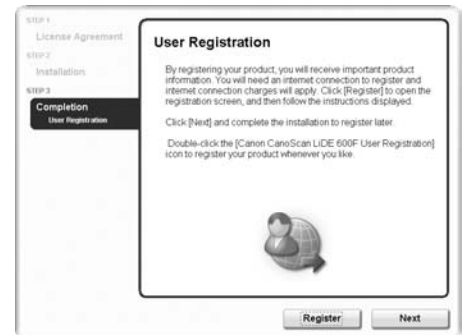 STEP 1
License Agreement
STEP 2
Installation
STEP 3
Completion
User Registration
User Registration
By registering your product, you will receive important product
information. You will need an internet connection to register and
internet connection charges will apply. Click [Register] to open the
registration screen, and then follow the instructions displayed.
Click [Next] and complete the installation to register later.
Double-click the [Canon CanoScan LiDE 600F User Registration]
icon to register your product whenever you like.
Register
Next